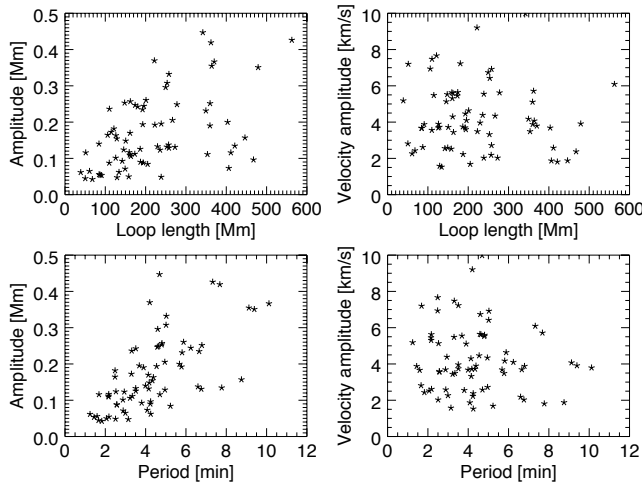 0.5
0.4
0.3
0.2
0.1
0.0
Amplitude [Mm]
0 100 200 300 400 500 600
Loop length [Mm]
10
8
6
4
2
0
Velocity amplitude [km/s]
0 100 200 300 400 500 600
Loop length [Mm]
0.5
0.4
0.3
0.2
0.1
0.0
Amplitude [Mm]
0 2 4 6 8 10 12
Period [min]
10
8
6
4
2
0
Velocity amplitude [km/s]
0 2 4 6 8 10 12
Period [min]